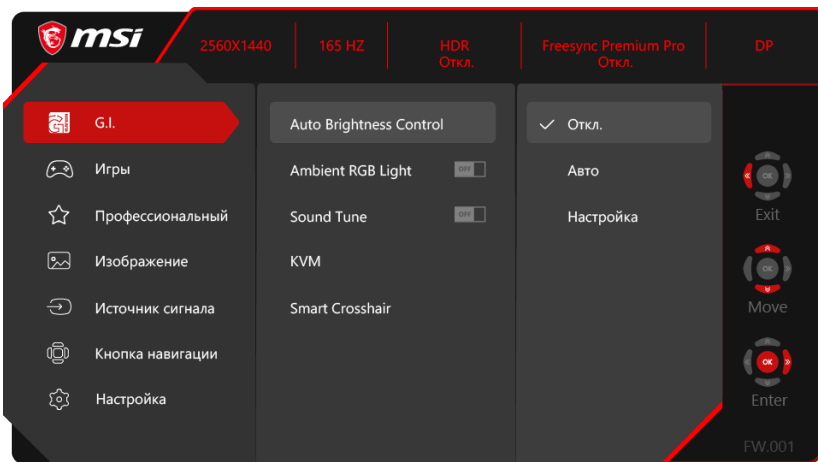 msi
2560X1440
165 HZ
HDR
Откл.
Freesync Premium Pro
Откл.
DP
G.I.
Игры
Профессиональный
Изображение
Источник сигнала
Кнопка навигации
Настройка
Auto Brightness Control
Ambient RGB Light OFF
Sound Tune OFF
KVM
Smart Crosshair
Откл.
Авто
Настройка
OK
Exit
OK
Move
OK
Enter
FW.001